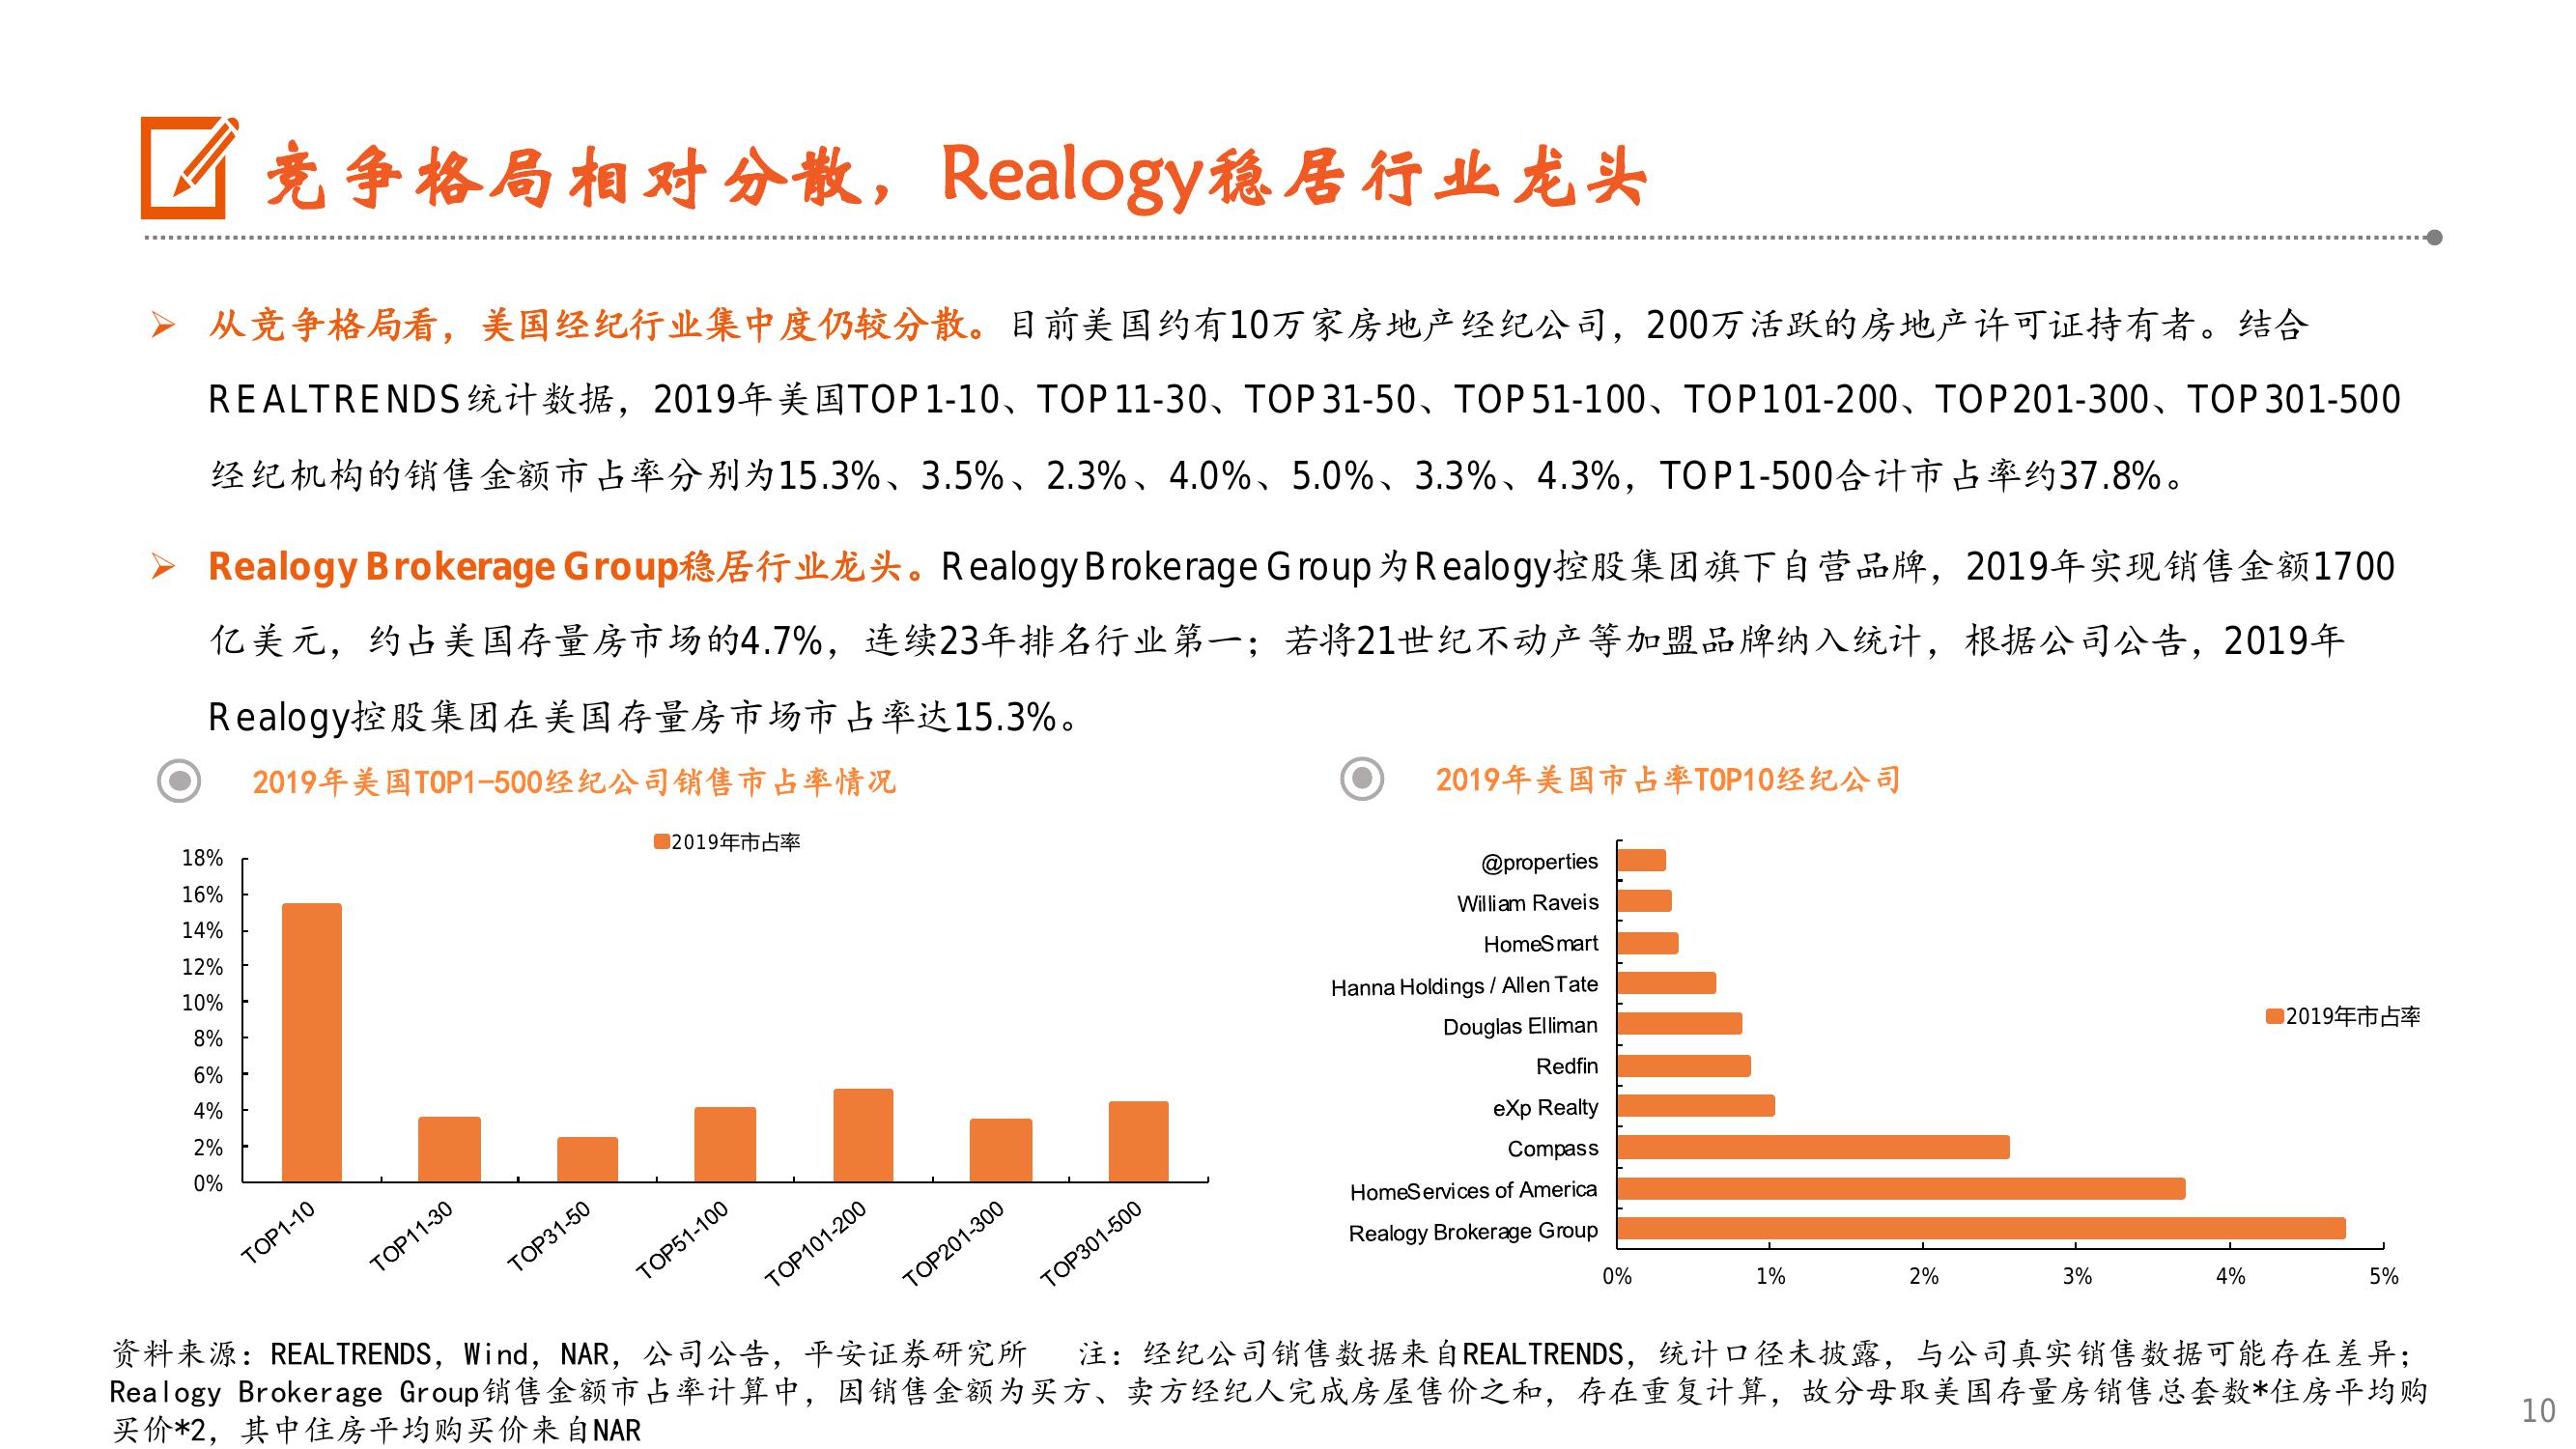 竞争格局相对分散，Realogy稳居行业龙头
从竞争格局看，美国经纪行业集中度仍较分散。目前美国约有10万家房地产经纪公司，200万活跃的房地产许可证持有者。结合
REALTRENDS统计数据，2019年美国TOP1-10、TOP11-30、TOP31-50、TOP51-100、TOP101-200、TOP201-300、TOP301-500
经纪机构的销售金额市占率分别为15.3%、3.5%、2.3%、4.0%、5.0%、3.3%、4.3%，TOP1-500合计市占率约37.8%。
Realogy Brokerage Group稳居行业龙头。Realogy Brokerage Group为Realogy控股集团旗下自营品牌，2019年实现销售金额1700
亿美元，约占美国存量房市场的4.7%，连续23年排名行业第一；若将21世纪不动产等加盟品牌纳入统计，根据公司公告，2019年
Realogy控股集团在美国存量房市场市占率达15.3%。
2019年美国TOP1-500经纪公司销售市占率情况
2019年市占率
18%
16%
14%
12%
10%
8%
6%
4%
2%
0%
TOP1-10
TOP11-30
TOP31-50
TOP51-100
TOP101-200
TOP201-300
TOP301-500
2019年美国市占率TOP10经纪公司
@properties
William Raveis
HomeSmart
Hanna Holdings / Allen Tate
Douglas Elliman
Redfin
eXp Realty
Compass
HomeServices of America
Realogy Brokerage Group
2019年市占率
0%
1%
2%
3%
4%
5%
资料来源：REALTRENDS，Wind，NAR，公司公告，平安证券研究所 注：经纪公司销售数据来自REALTRENDS，统计口径未披露，与公司真实销售数据可能存在差异；
Realogy Brokerage Group销售金额市占率计算中，因销售金额为买方、卖方经纪人完成房屋售价之和，存在重复计算，故分母取美国存量房销售总套数*住房平均购
买价*2，其中住房平均购买价来自NAR
10